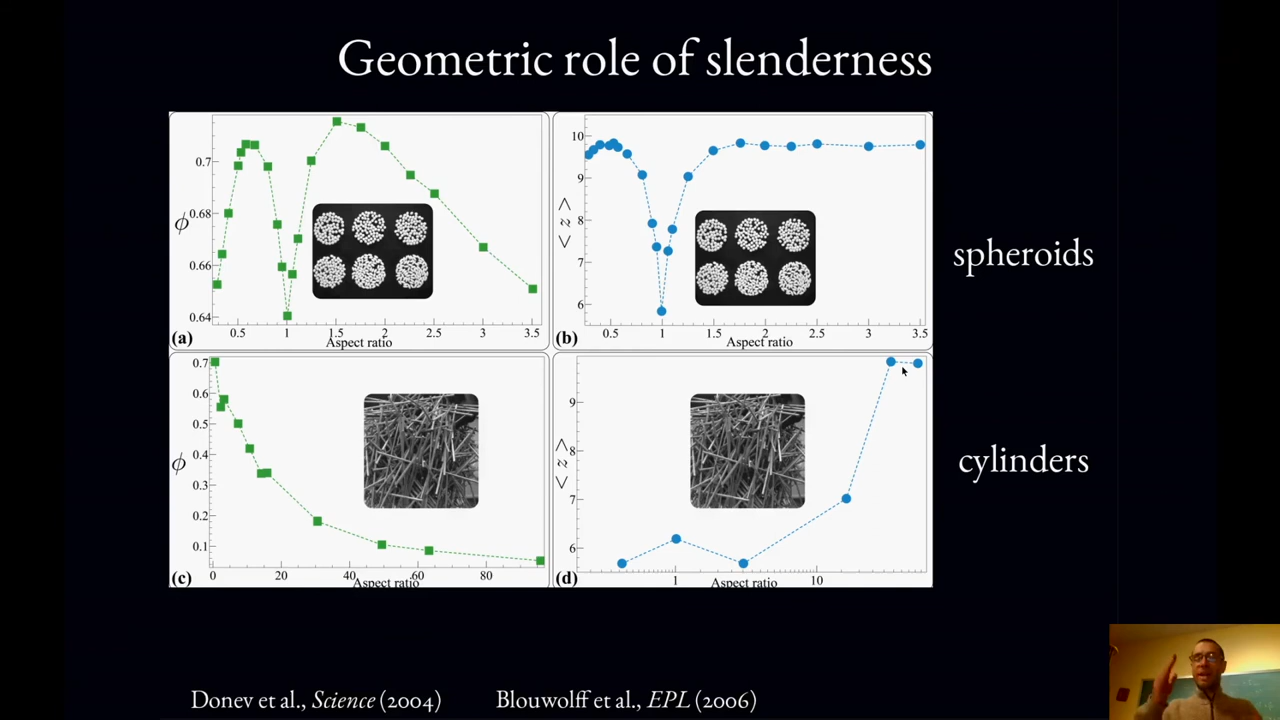 Geometric role of slenderness
0.7
0.68
ϕ
0.66
0.64
0.5 1 1.5 2 2.5 3 3.5
(a) Aspect ratio
10
9
8
< z >
7
6
0.5 1 1.5 2 2.5 3 3.5
(b) Aspect ratio
spheroids
0.7
0.6
0.5
0.4
ϕ
0.3
0.2
0.1
0 20 40 60 80
(c) Aspect ratio
9
8
< z >
7
6
1 10
(d) Aspect ratio
cylinders
Donev et al., Science (2004) Blouwolff et al., EPL (2006)